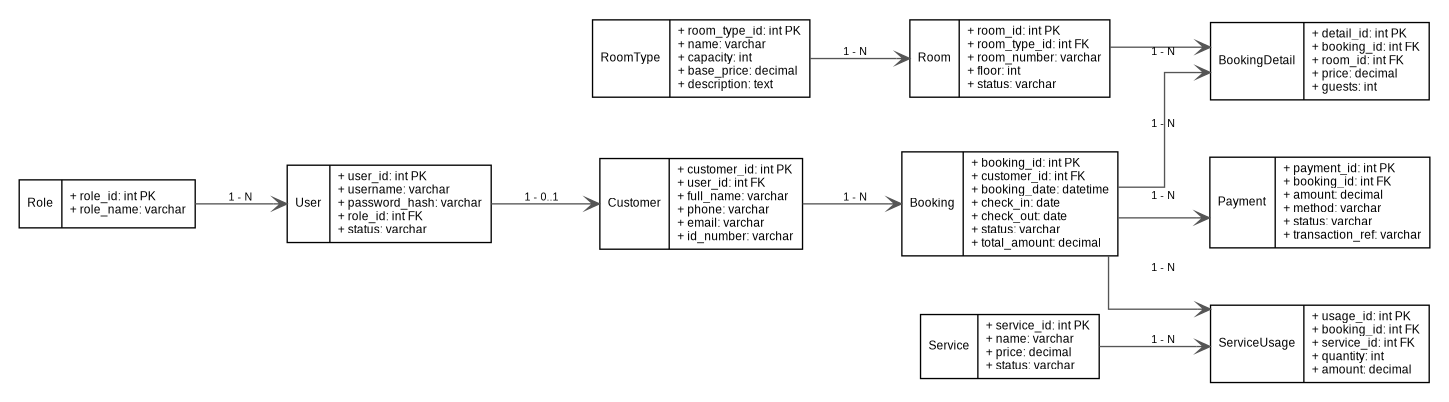 RoomType
+ room_type_id: int PK
+ name: varchar
+ capacity: int
+ base_price: decimal
+ description: text
1 - N
Room
+ room_id: int PK
+ room_type_id: int FK
+ room_number: varchar
+ floor: int
+ status: varchar
1 - N
BookingDetail
+ detail_id: int PK
+ booking_id: int FK
+ room_id: int FK
+ price: decimal
+ guests: int
1 - N
Role
+ role_id: int PK
+ role_name: varchar
1 - N
User
+ user_id: int PK
+ username: varchar
+ password_hash: varchar
+ role_id: int FK
+ status: varchar
1 - 0..1
Customer
+ customer_id: int PK
+ user_id: int FK
+ full_name: varchar
+ phone: varchar
+ email: varchar
+ id_number: varchar
1 - N
Booking
+ booking_id: int PK
+ customer_id: int FK
+ booking_date: datetime
+ check_in: date
+ check_out: date
+ status: varchar
+ total_amount: decimal
1 - N
Payment
+ payment_id: int PK
+ booking_id: int FK
+ amount: decimal
+ method: varchar
+ status: varchar
+ transaction_ref: varchar
1 - N
Service
+ service_id: int PK
+ name: varchar
+ price: decimal
+ status: varchar
1 - N
ServiceUsage
+ usage_id: int PK
+ booking_id: int FK
+ service_id: int FK
+ quantity: int
+ amount: decimal